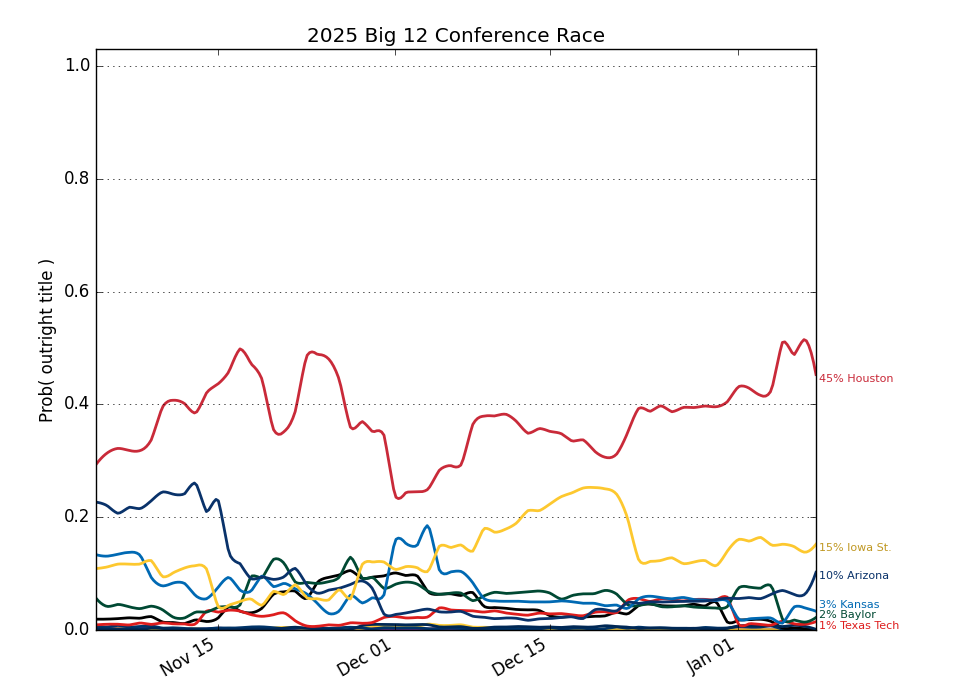 2025 Big 12 Conference Race
Prob( outright title )
1.0
0.8
0.6
0.4
0.2
0.0
45% Houston
15% Iowa St.
10% Arizona
3% Kansas
2% Baylor
1% Texas Tech
Nov 15
Dec 01
Dec 15
Jan 01